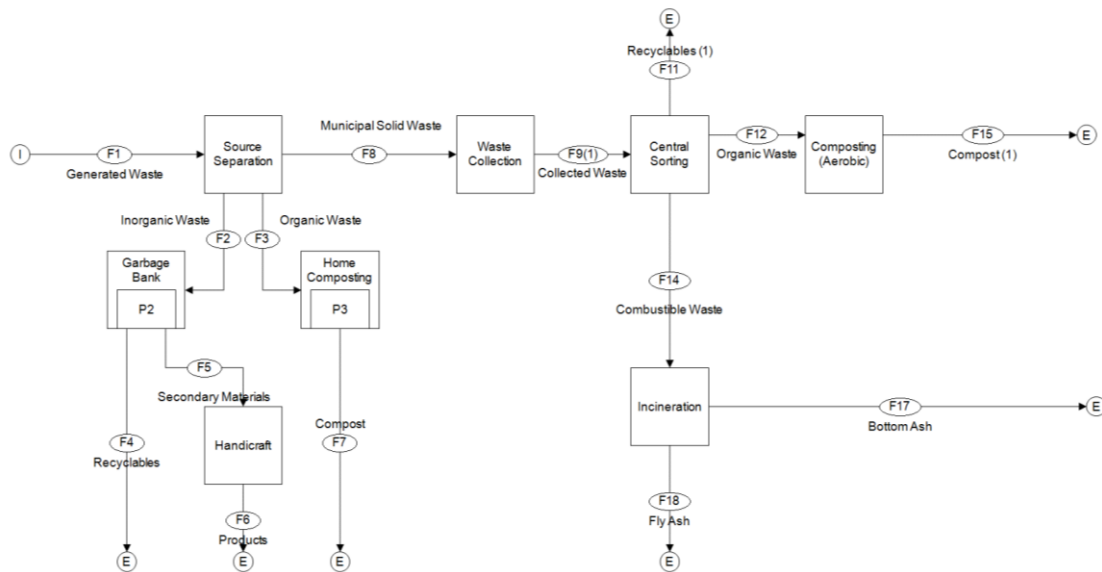 E
Recyclables (1)
F11
Municipal Solid Waste
Source
Separation
Waste
Collection
Central
Sorting
Composting
(Aerobic)
I
F1
F8
F9(1)
F12
F15
E
Generated Waste
Collected Waste
Organic Waste
Compost (1)
Inorganic Waste
Organic Waste
F2
F3
Garbage
Bank
Home
Composting
P2
P3
F14
Combustible Waste
F5
Secondary Materials
Handicraft
Incineration
F17
E
Bottom Ash
Compost
F4
F7
Recyclables
F18
Fly Ash
F6
Products
E
E
E
E